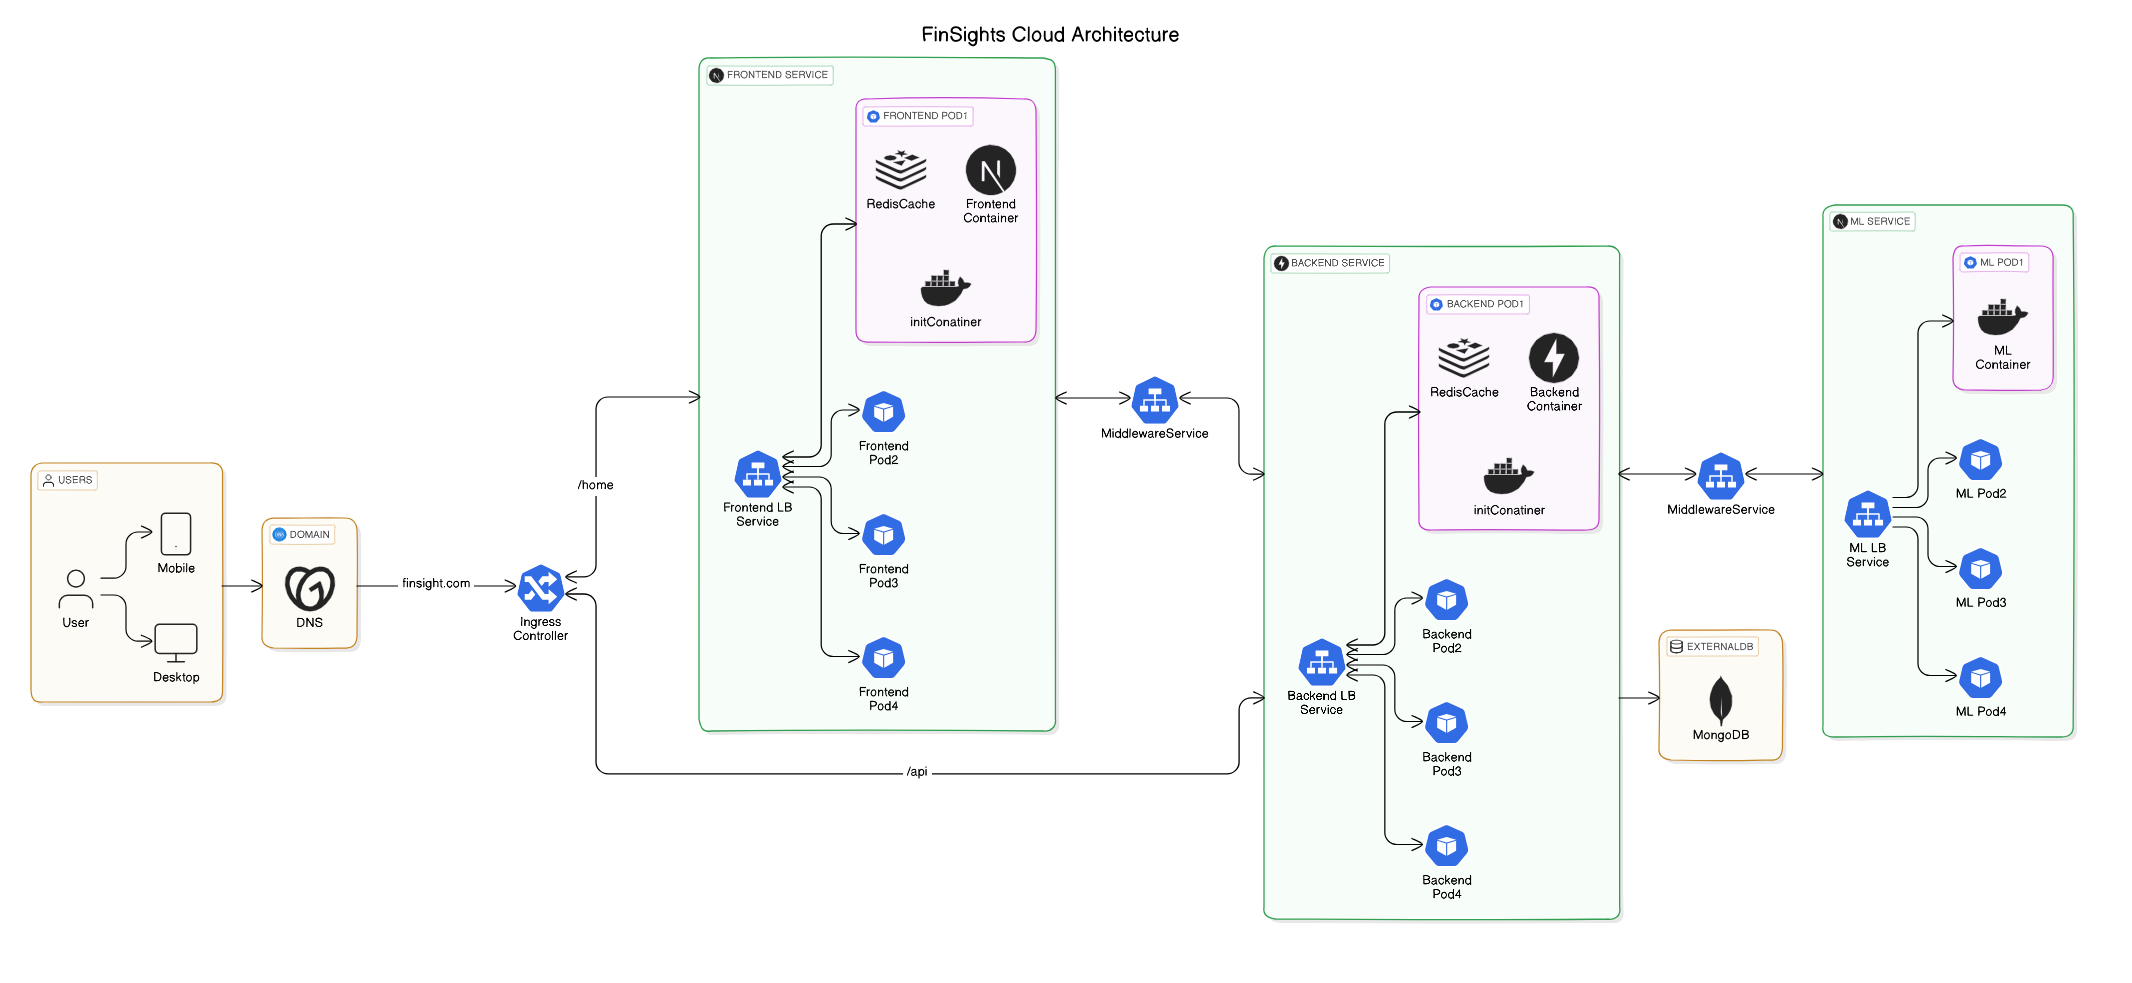 FinSights Cloud Architecture
FRONTEND SERVICE
FRONTEND POD1
RedisCache
Frontend
Container
initConatiner
Frontend
Pod2
Frontend LB
Service
Frontend
Pod3
Frontend
Pod4
USERS
User
Mobile
Desktop
DOMAIN
DNS
finsight.com
Ingress
Controller
/home
/api
MiddlewareService
BACKEND SERVICE
BACKEND POD1
RedisCache
Backend
Container
initConatiner
Backend
Pod2
Backend LB
Service
Backend
Pod3
Backend
Pod4
MiddlewareService
EXTERNALDB
MongoDB
ML SERVICE
ML POD1
ML
Container
ML Pod2
ML LB
Service
ML Pod3
ML Pod4